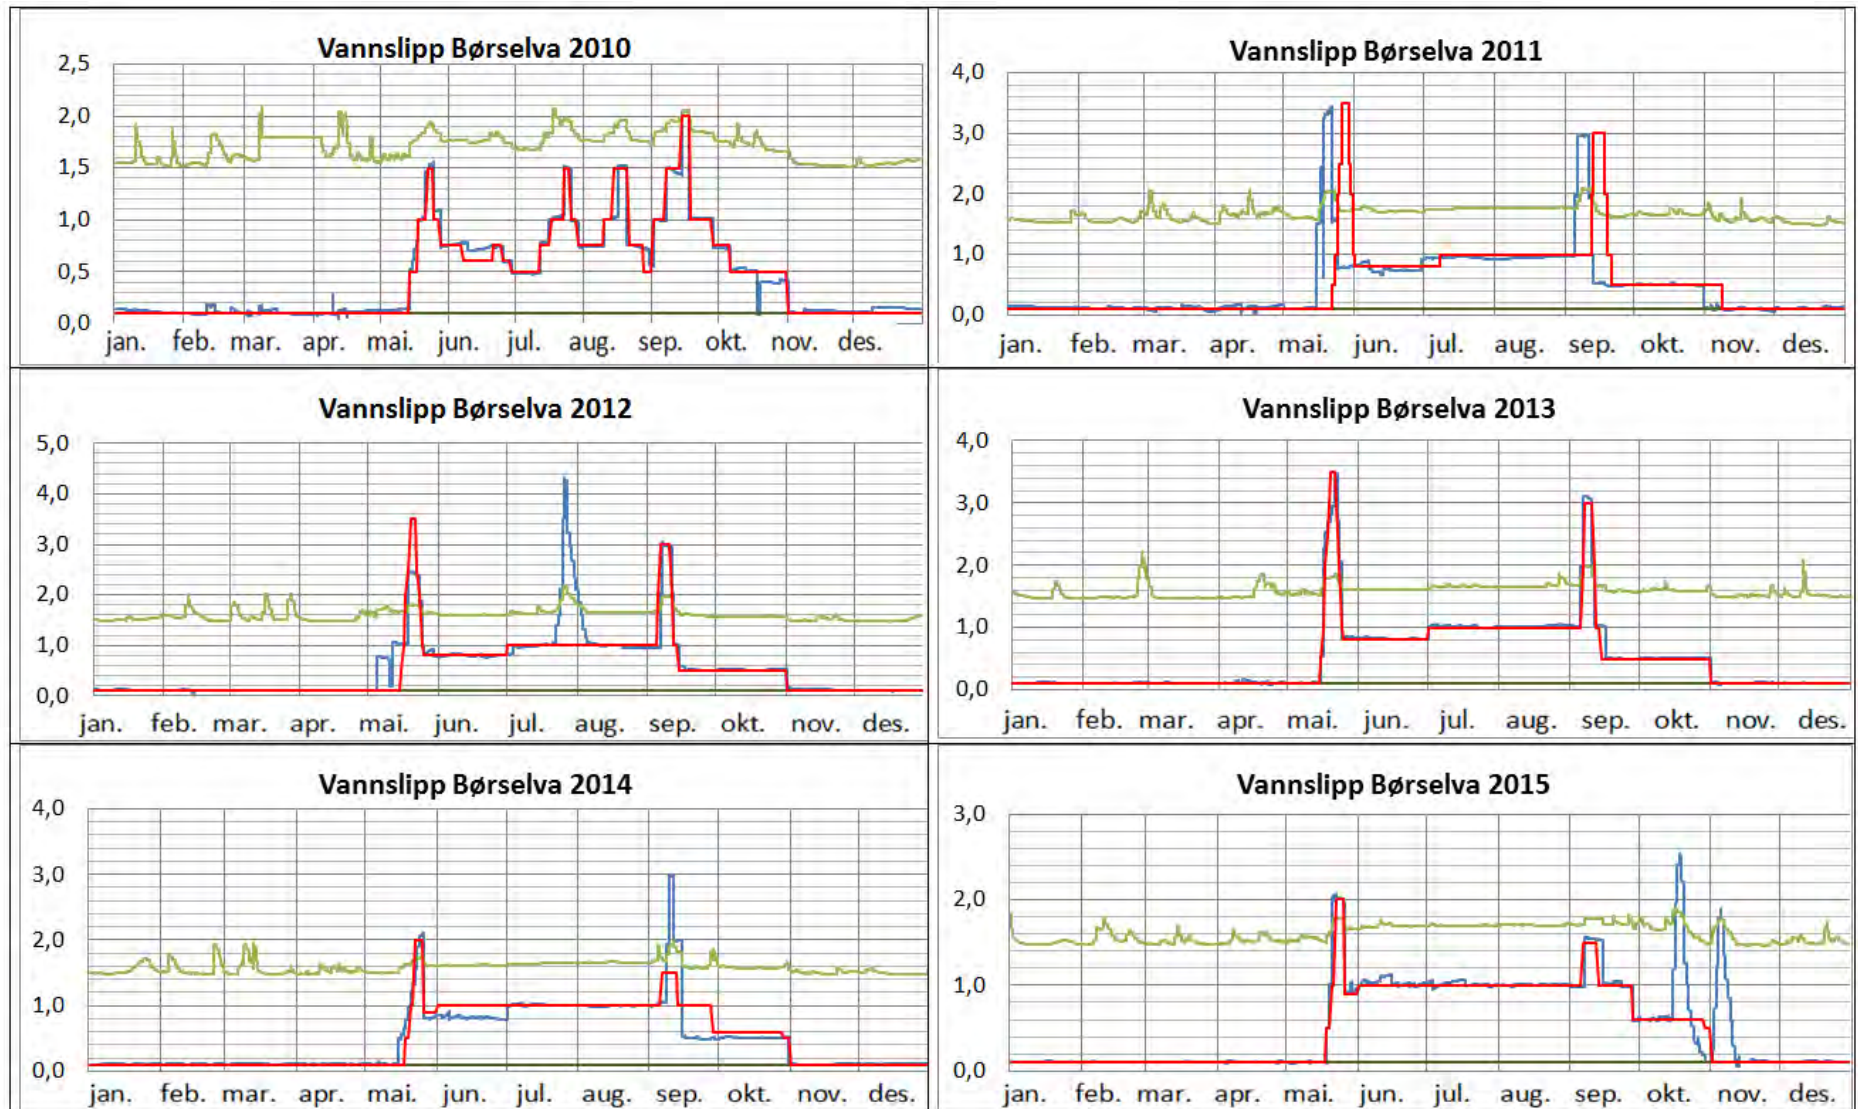 Vannslipp Børselva 2010
2,5
2,0
1,5
1,0
0,5
0,0
jan. feb. mar. apr. mai. jun. jul. aug. sep. okt. nov. des.
Vannslipp Børselva 2011
4,0
3,0
2,0
1,0
0,0
jan. feb. mar. apr. mai. jun. jul. aug. sep. okt. nov. des.
Vannslipp Børselva 2012
5,0
4,0
3,0
2,0
1,0
0,0
jan. feb. mar. apr. mai. jun. jul. aug. sep. okt. nov. des.
Vannslipp Børselva 2013
4,0
3,0
2,0
1,0
0,0
jan. feb. mar. apr. mai. jun. jul. aug. sep. okt. nov. des.
Vannslipp Børselva 2014
4,0
3,0
2,0
1,0
0,0
jan. feb. mar. apr. mai. jun. jul. aug. sep. okt. nov. des.
Vannslipp Børselva 2015
3,0
2,0
1,0
0,0
jan. feb. mar. apr. mai. jun. jul. aug. sep. okt. nov. des.